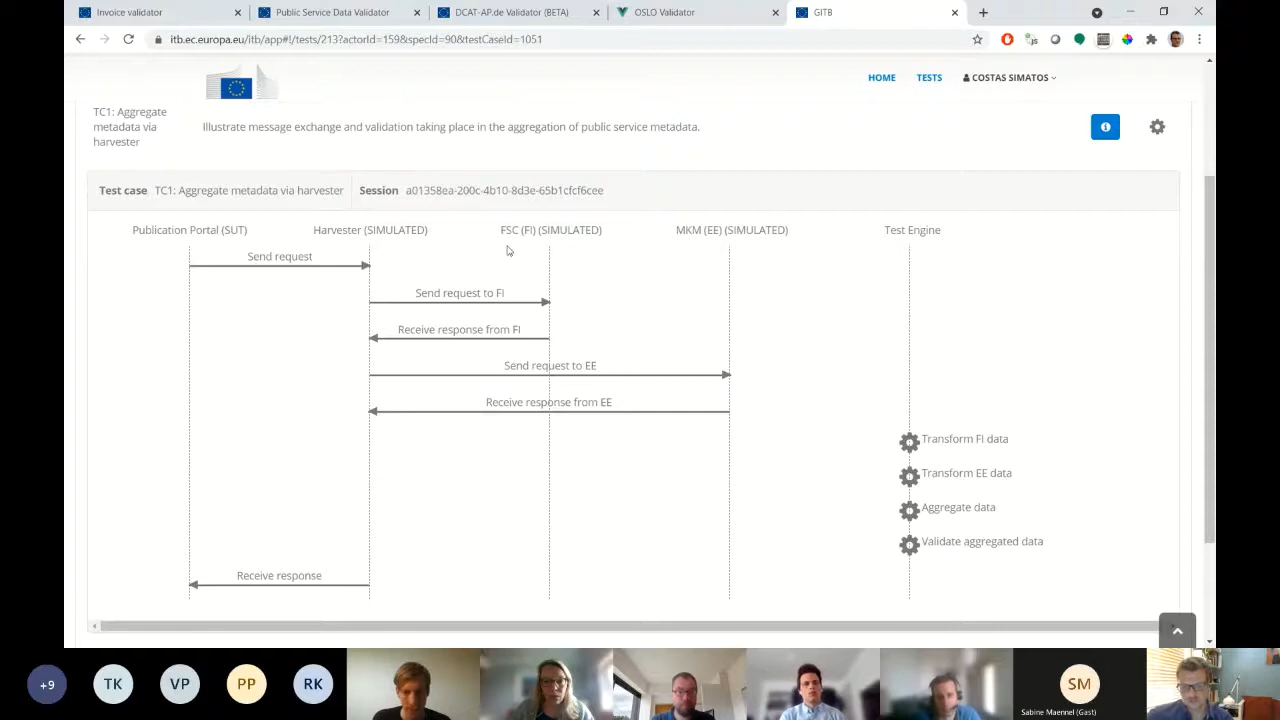 Invoice validator
Public Service Data Validator
DCAT-AP.de Validator (BETA)
OSLO Validator
GITB
itb.ec.europa.eu/itb/app#!/tests/213?actorId=159&specId=90&testCaseId=1051
HOME
TESTS
COSTAS SIMATOS
TC1: Aggregate
metadata via
harvester
Illustrate message exchange and validation taking place in the aggregation of public service metadata.
Test case TC1: Aggregate metadata via harvester
Session a01358ea-200c-4b10-8d3e-65b1cfcf6cee
Publication Portal (SUT)
Harvester (SIMULATED)
FSC (FI) (SIMULATED)
MKM (EE) (SIMULATED)
Test Engine
Send request
Send request to FI
Receive response from FI
Send request to EE
Receive response from EE
Transform FI data
Transform EE data
Aggregate data
Validate aggregated data
Receive response
+9
TK
VP
PP
RK
SM
Sabine Maennel (Gast)